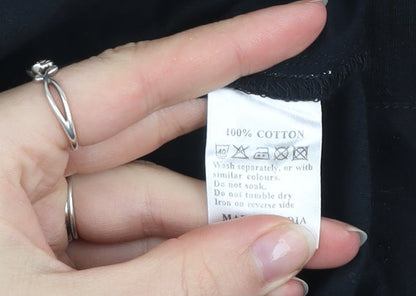 100% COTTON
40
Wash separately, or with
similar colours.
Do not soak.
Do not tumble dry
Iron on reverse side